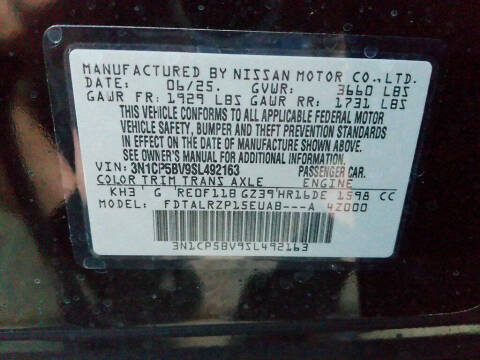 MANUFACTURED BY NISSAN MOTOR CO.,LTD.
DATE: 06/25. GVWR: 3660 LBS
GAWR FR: 1929 LBS GAWR RR: 1731 LBS
THIS VEHICLE CONFORMS TO ALL APPLICABLE FEDERAL MOTOR
VEHICLE SAFETY, BUMPER AND THEFT PREVENTION STANDARDS
IN EFFECT ON THE DATE OF MANUFACTURE SHOWN ABOVE.
SEE OWNER'S MANUAL FOR ADDITIONAL INFORMATION.
VIN: 3N1CP5BV9SL492163 PASSENGER CAR.
COLOR TRIM TRANS AXLE ENGINE
KH3 G RE0F11B GZ39 HR16DE 1598 CC
MODEL: FDTALRZP15EUAB---A 4Z000
3N1CP5BV9SL492163